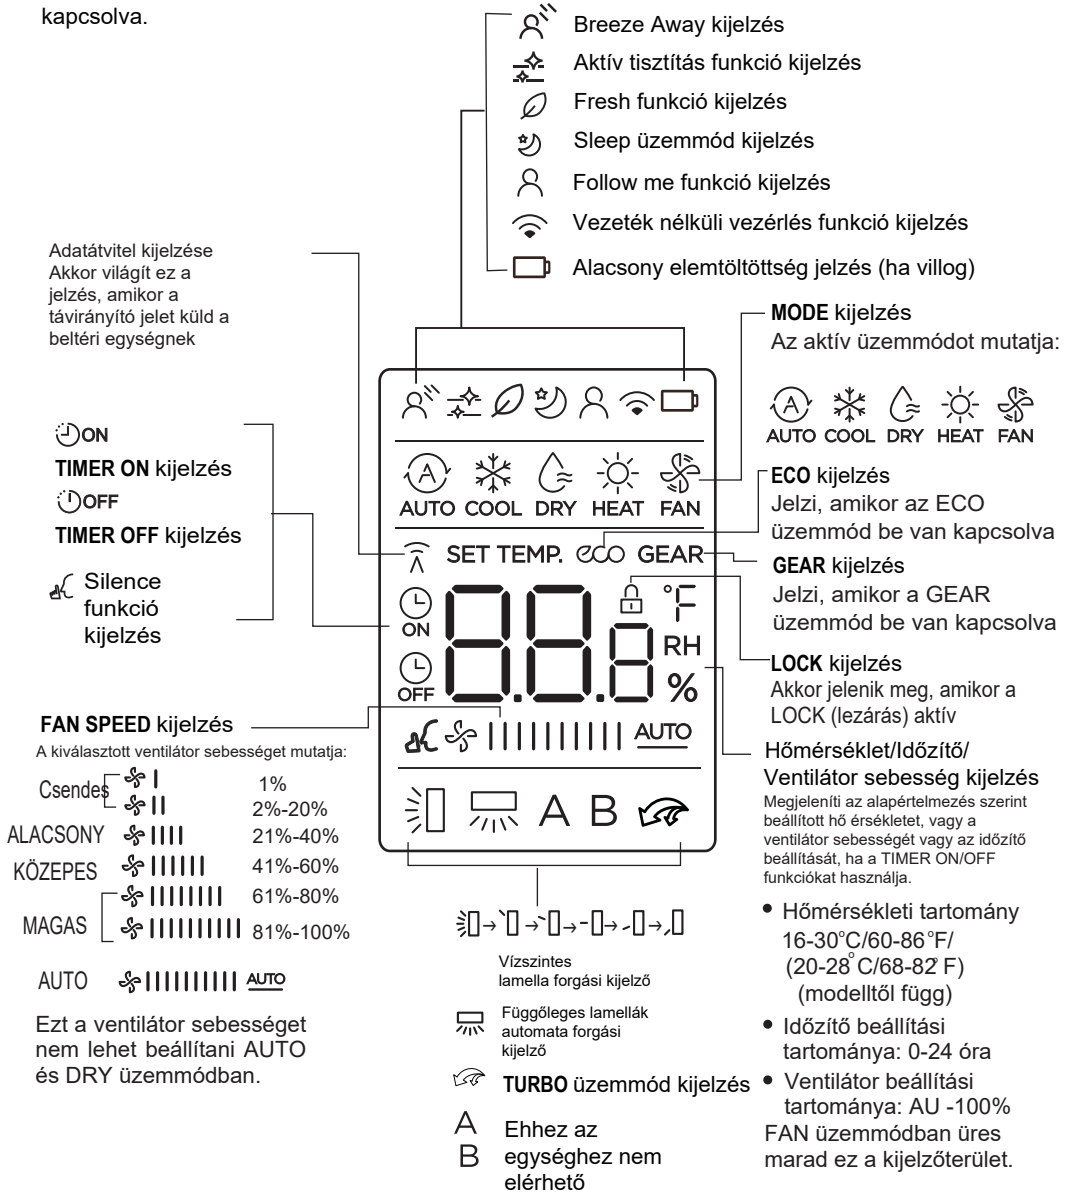 kapcsolva.
Breeze Away kijelzés
Aktív tisztítás funkció kijelzés
Fresh funkció kijelzés
Sleep üzemmód kijelzés
Follow me funkció kijelzés
Vezeték nélküli vezérlés funkció kijelzés
Alacsony elemtöltöttség jelzés (ha villog)
Adatátvitel kijelzése
Akkor világít ez a
jelzés, amikor a
távirányító jelet küld a
beltéri egységnek
ON
TIMER ON kijelzés
OFF
TIMER OFF kijelzés
Silence
funkció
kijelzés
MODE kijelzés
Az aktív üzemmódot mutatja:
A
AUTO COOL DRY HEAT FAN
ECO kijelzés
Jelzi, amikor az ECO
üzemmód be van kapcsolva
GEAR kijelzés
Jelzi, amikor a GEAR
üzemmód be van kapcsolva
LOCK kijelzés
Akkor jelenik meg, amikor a
LOCK (lezárás) aktív
A
AUTO COOL DRY HEAT FAN
SET TEMP. eco GEAR
ON
88.8 °F
RH
OFF
%
AUTO
A B
FAN SPEED kijelzés
A kiválasztott ventilátor sebességet mutatja:
Csendes
1%
2%-20%
ALACSONY 21%-40%
KÖZEPES 41%-60%
61%-80%
MAGAS
81%-100%
AUTO AUTO
Ezt a ventilátor sebességet
nem lehet beállítani AUTO
és DRY üzemmódban.
Vízszintes
lamella forgási kijelző
Függőleges lamellák
automata forgási
kijelző
TURBO üzemmód kijelzés
A
B
Ehhez az
egységhez nem
elérhető
Hőmérséklet/Időzítő/
Ventilátor sebesség kijelzés
Megjeleníti az alapértelmezés szerint
beállított hő érsékletet, vagy a
ventilátor sebességét vagy az időzítő
beállítását, ha a TIMER ON/OFF
funkciókat használja.
• Hőmérsékleti tartomány
16-30°C/60-86°F/
(20-28°C/68-82°F)
(modelltől függ)
• Időzítő beállítási
tartománya: 0-24 óra
• Ventilátor beállítási
tartománya: AU -100%
FAN üzemmódban üres
marad ez a kijelzőterület.